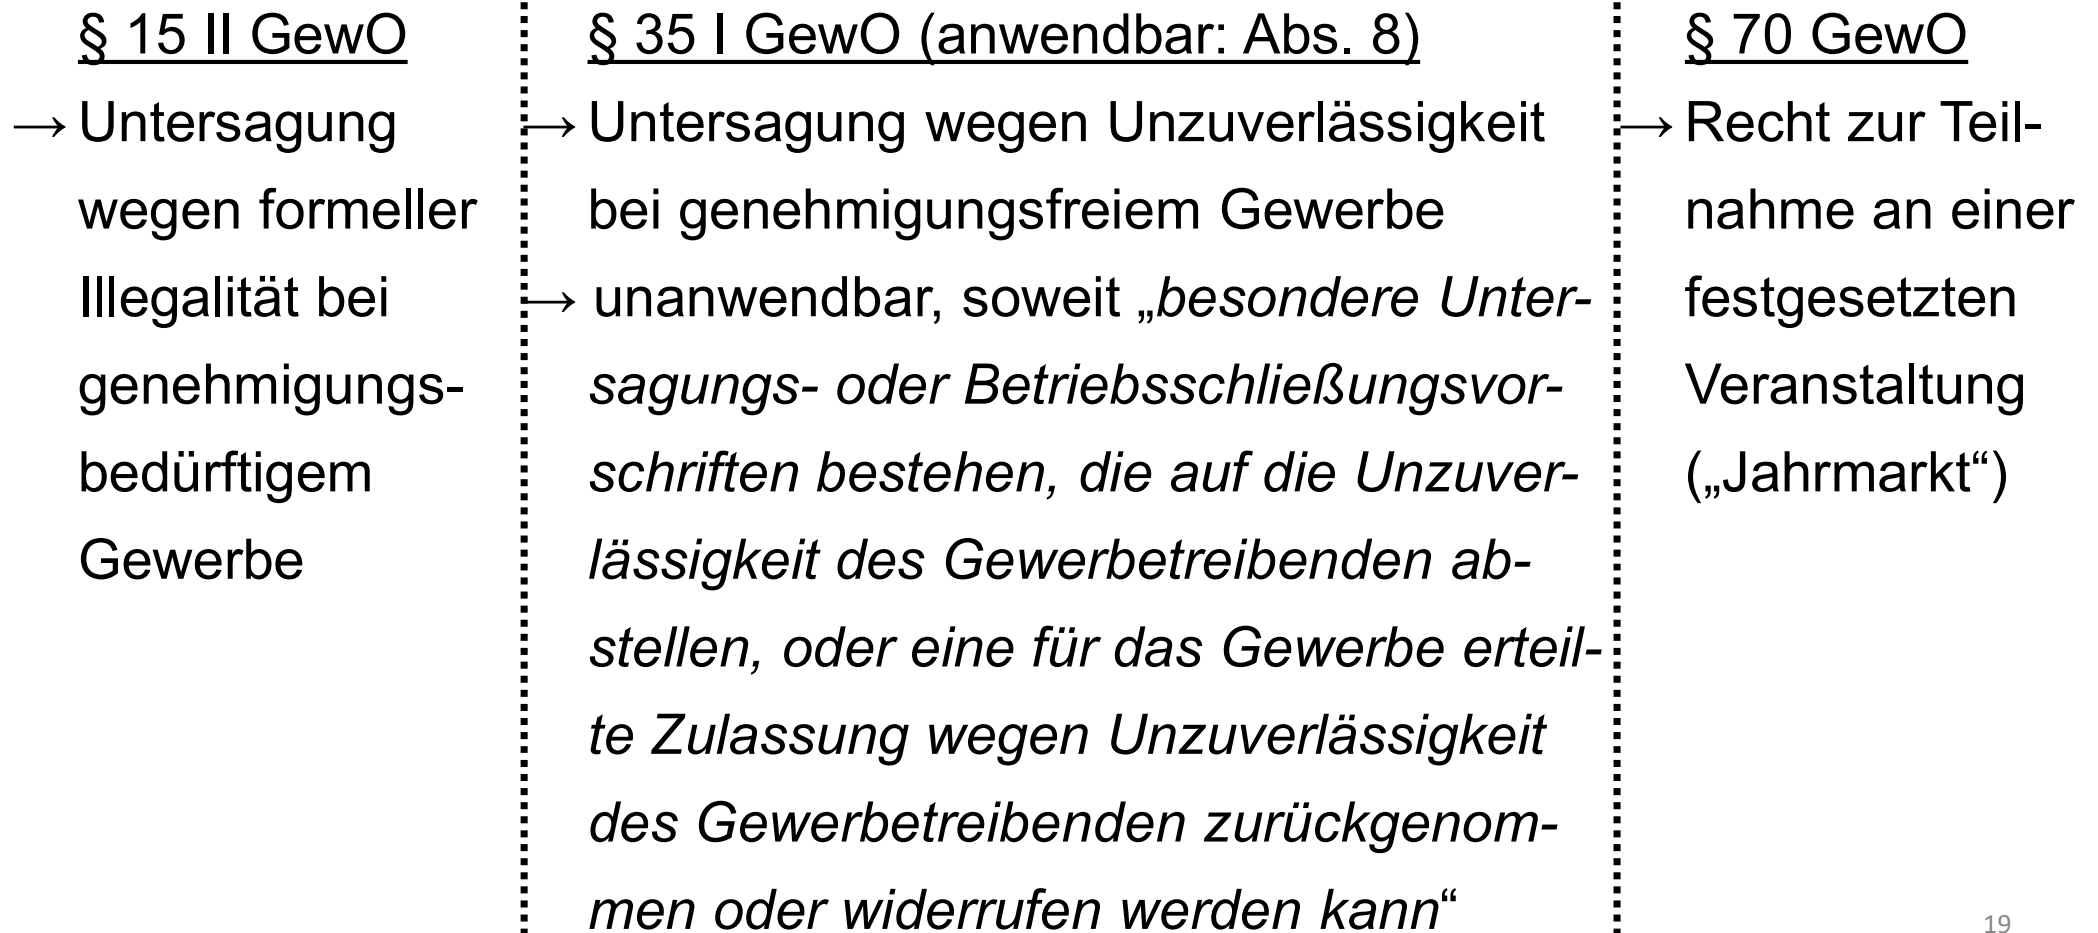 § 15 II GewO
→ Untersagung
wegen formeller
Illegalität bei
genehmigungs-
bedürftigem
Gewerbe
§ 35 I GewO (anwendbar: Abs. 8)
→ Untersagung wegen Unzuverlässigkeit
bei genehmigungsfreiem Gewerbe
→ unanwendbar, soweit „besondere Unter-
sagungs- oder Betriebsschließungsvor-
schriften bestehen, die auf die Unzuver-
lässigkeit des Gewerbetreibenden ab-
stellen, oder eine für das Gewerbe erteil-
te Zulassung wegen Unzuverlässigkeit
des Gewerbetreibenden zurückgenom-
men oder widerrufen werden kann“
§ 70 GewO
→ Recht zur Teil-
nahme an einer
festgesetzten
Veranstaltung
(„Jahrmarkt“)
19